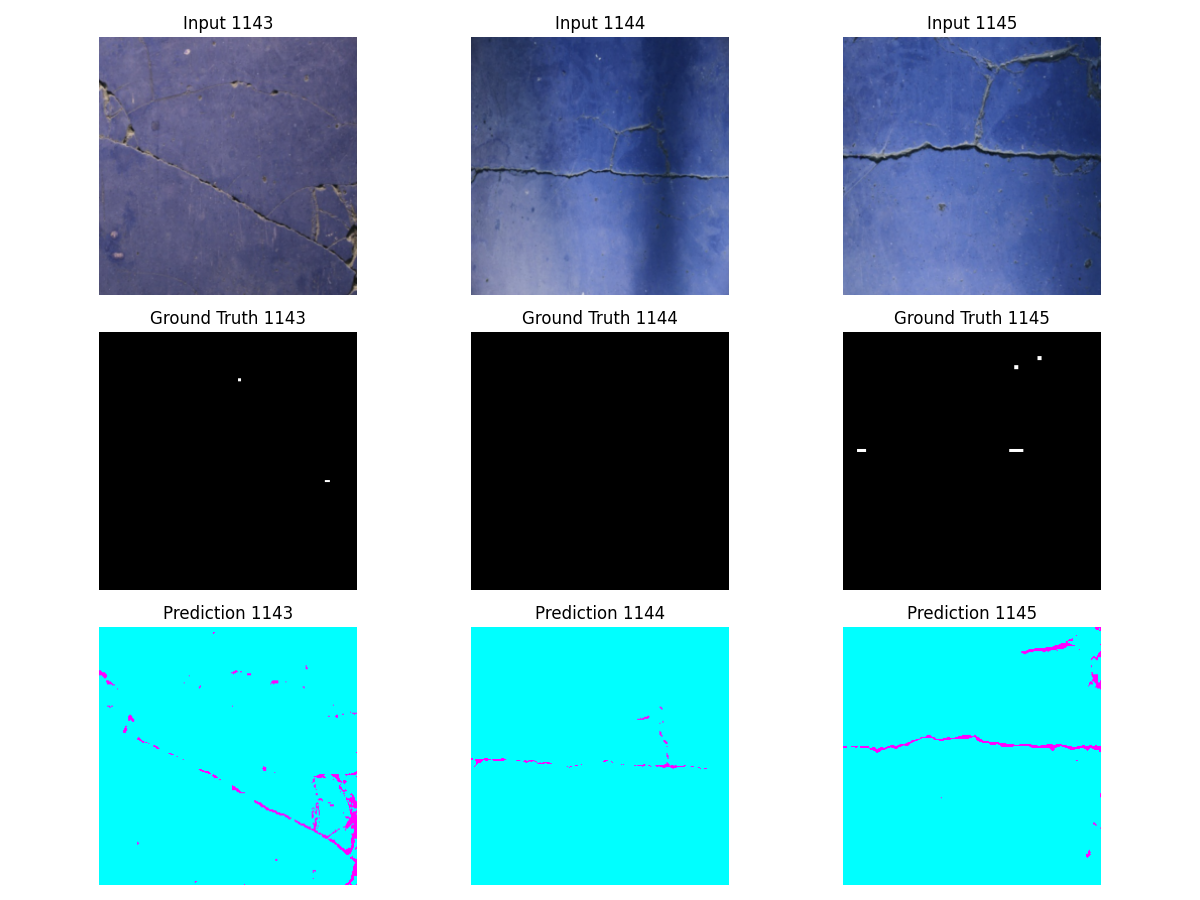 Input 1143
Input 1144
Input 1145
Ground Truth 1143
Ground Truth 1144
Ground Truth 1145
Prediction 1143
Prediction 1144
Prediction 1145